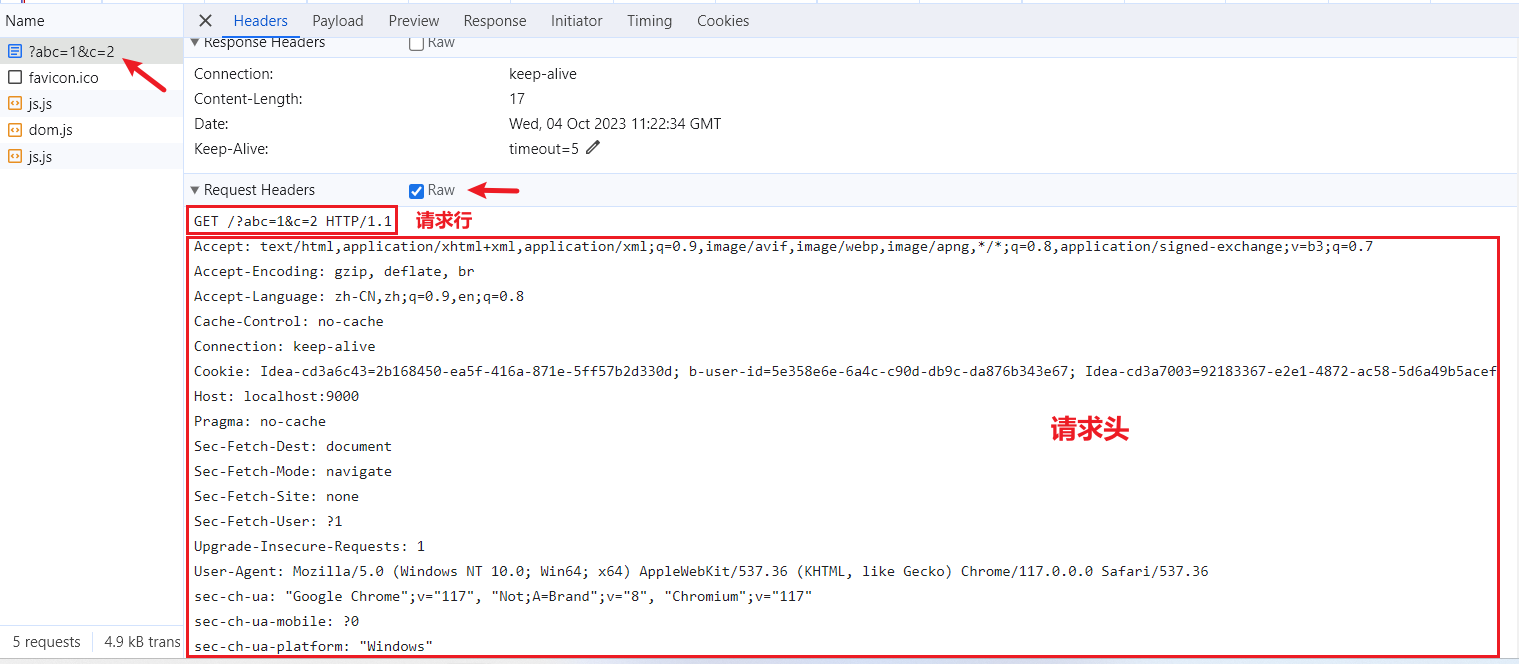 Name
Headers Payload Preview Response Initiator Timing Cookies
?abc=1&c=2
favicon.ico
js.js
dom.js
js.js
Response Headers Raw
Connection: keep-alive
Content-Length: 17
Date: Wed, 04 Oct 2023 11:22:34 GMT
Keep-Alive: timeout=5
Request Headers Raw
GET /?abc=1&c=2 HTTP/1.1 请求行
Accept: text/html,application/xhtml+xml,application/xml;q=0.9,image/avif,image/webp,image/apng,*/*;q=0.8,application/signed-exchange;v=b3;q=0.7
Accept-Encoding: gzip, deflate, br
Accept-Language: zh-CN,zh;q=0.9,en;q=0.8
Cache-Control: no-cache
Connection: keep-alive
Cookie: Idea-cd3a6c43=2b168450-ea5f-416a-871e-5ff57b2d330d; b-user-id=5e358e6e-6a4c-c90d-db9c-da876b343e67; Idea-cd3a7003=92183367-e2e1-4872-ac58-5d6a49b5acef
Host: localhost:9000
Pragma: no-cache
请求头
Sec-Fetch-Dest: document
Sec-Fetch-Mode: navigate
Sec-Fetch-Site: none
Sec-Fetch-User: ?1
Upgrade-Insecure-Requests: 1
User-Agent: Mozilla/5.0 (Windows NT 10.0; Win64; x64) AppleWebKit/537.36 (KHTML, like Gecko) Chrome/117.0.0.0 Safari/537.36
sec-ch-ua: "Google Chrome";v="117", "Not;A=Brand";v="8", "Chromium";v="117"
sec-ch-ua-mobile: ?0
sec-ch-ua-platform: "Windows"
5 requests 4.9 kB trans